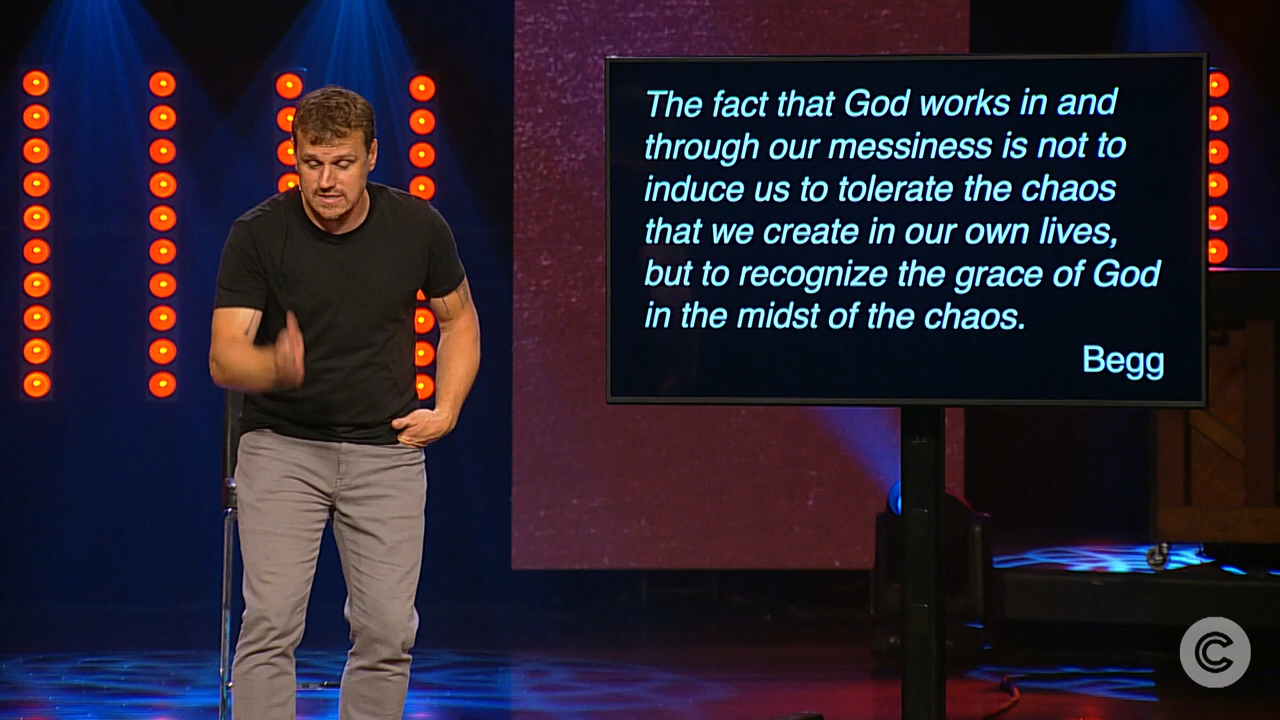 The fact that God works in and
through our messiness is not to
induce us to tolerate the chaos
that we create in our own lives,
but to recognize the grace of God
in the midst of the chaos.
Begg